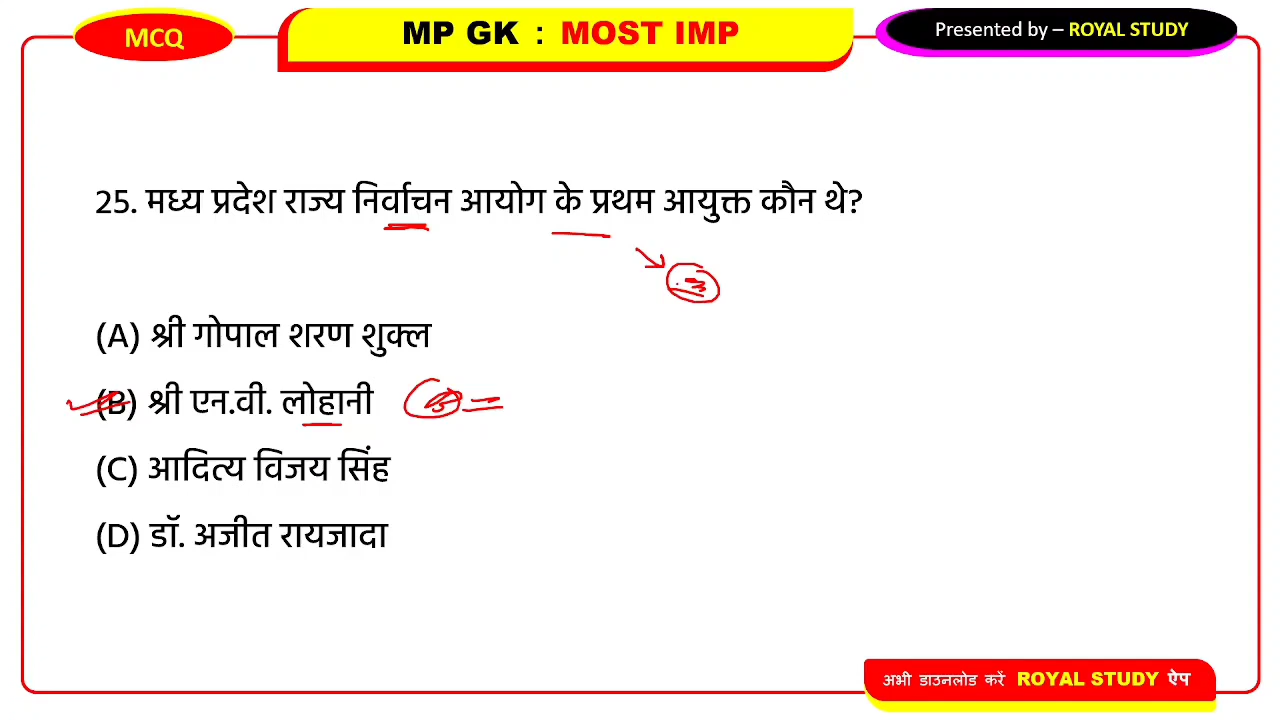 MCQ
MP GK : MOST IMP
Presented by – ROYAL STUDY
25. मध्य प्रदेश राज्य निर्वाचन आयोग के प्रथम आयुक्त कौन थे?
(A) श्री गोपाल शरण शुक्ल
(B) श्री एन.वी. लोहानी
(C) आदित्य विजय सिंह
(D) डॉ. अजीत रायजादा
अभी डाउनलोड करें ROYAL STUDY ऐप